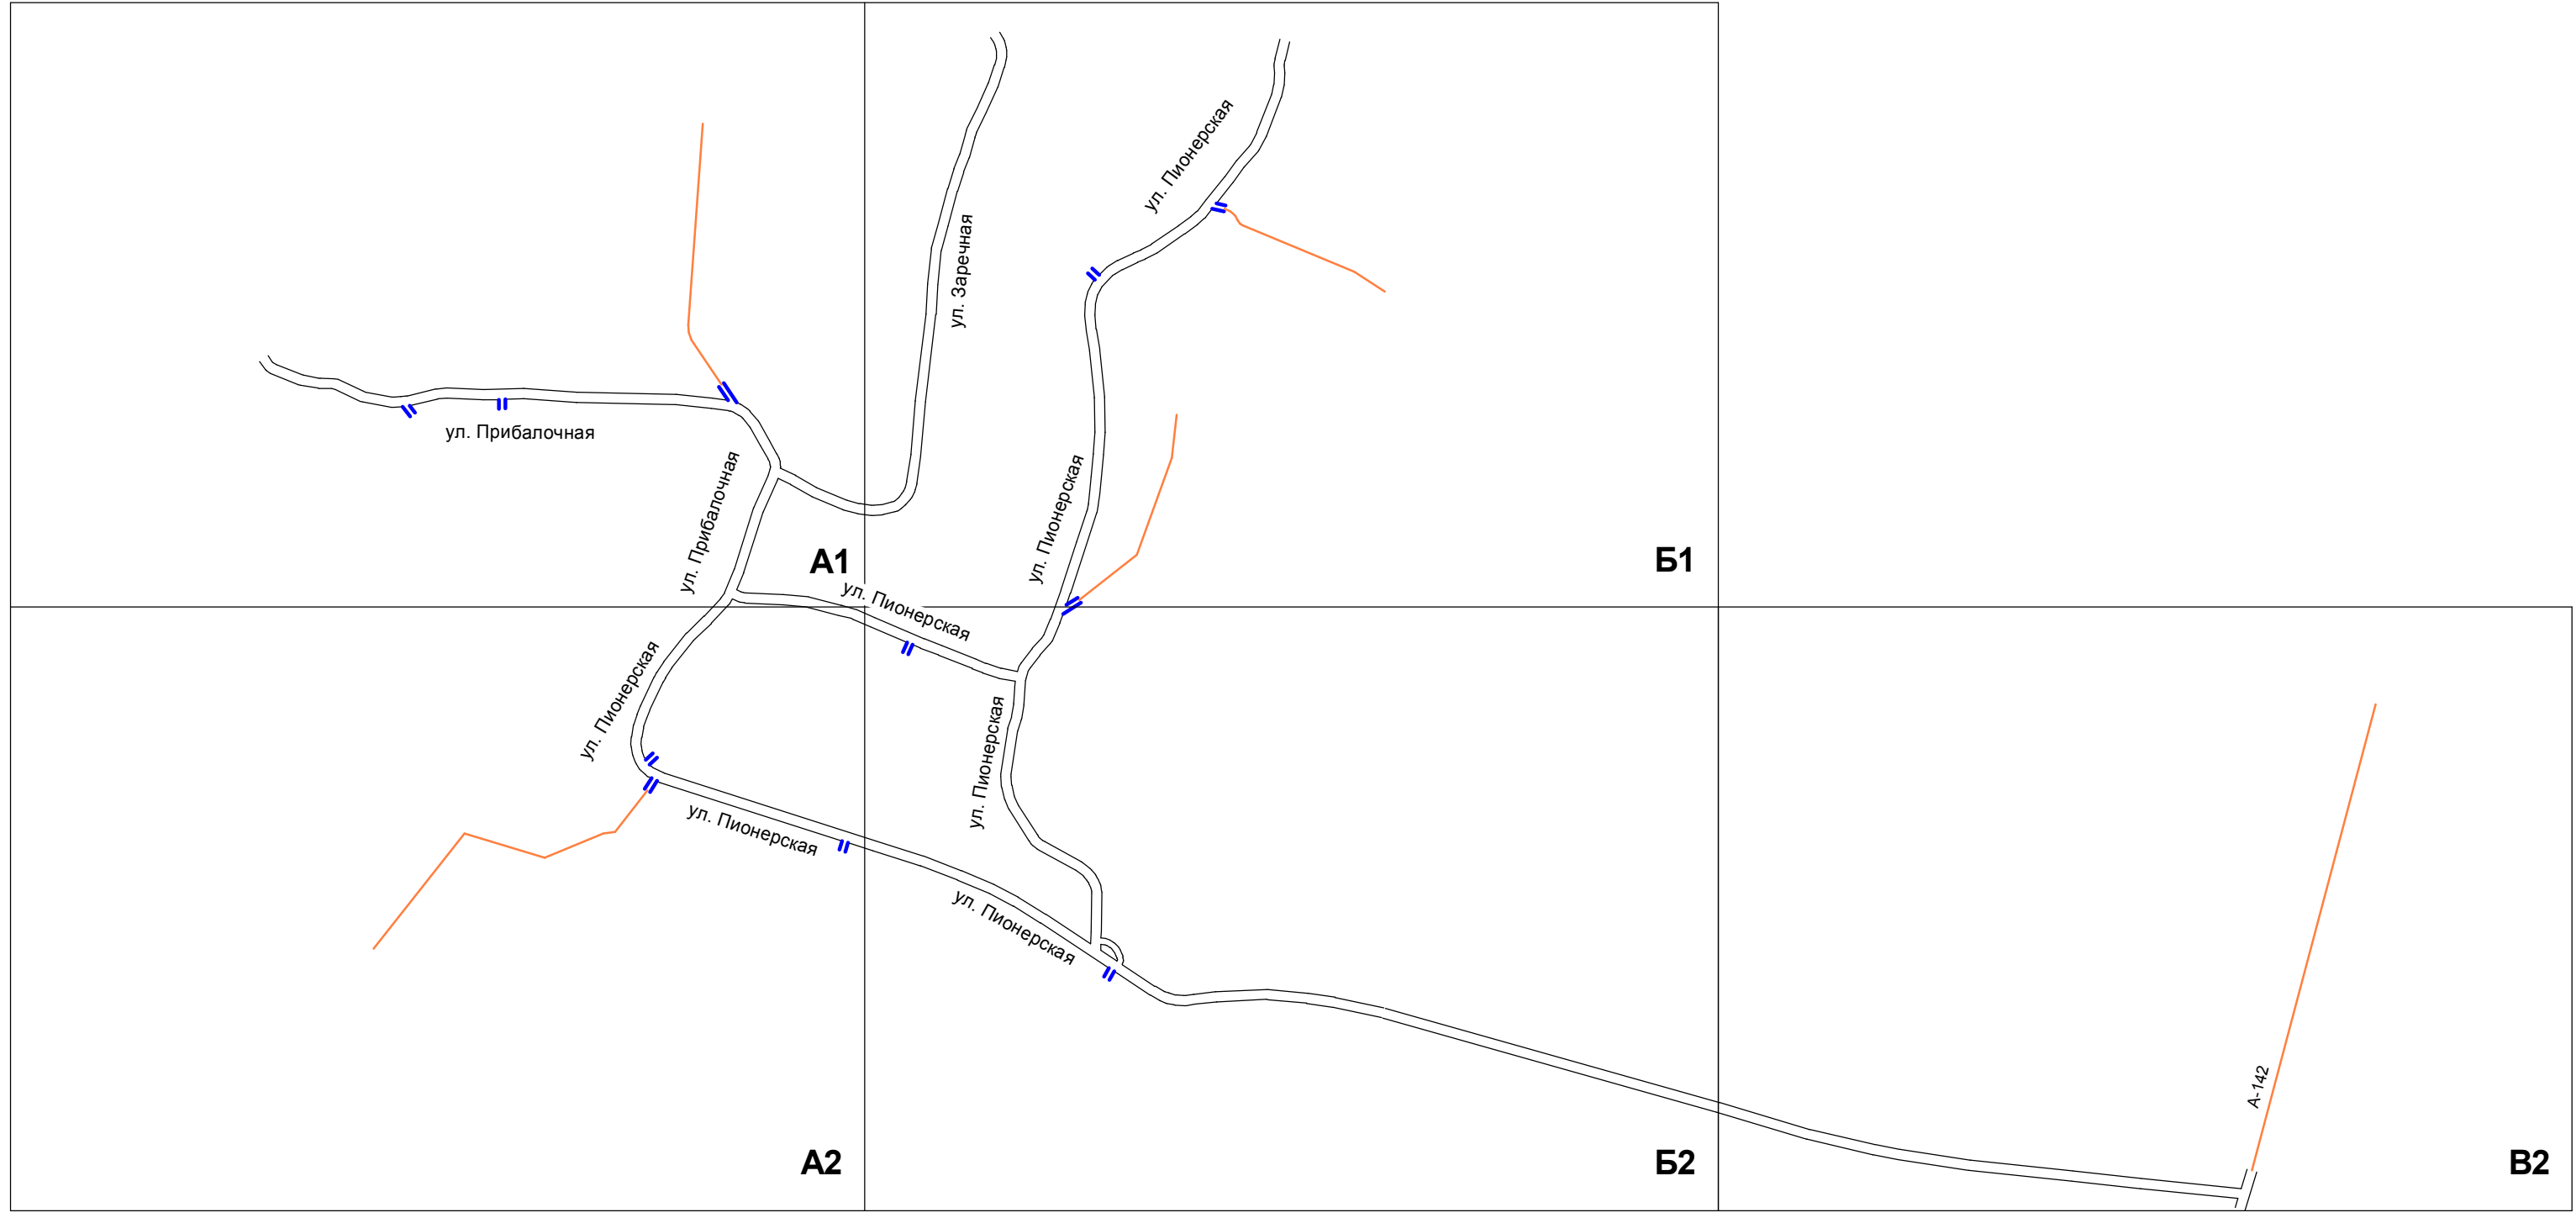 ул. Пионерская
ул. Заречная
ул. Прибалочная
ул. Прибалочная
ул. Пионерская
А1
Б1
ул. Пионерская
ул. Пионерская
ул. Пионерская
ул. Пионерская
ул. Пионерская
А-142
А2
Б2
В2